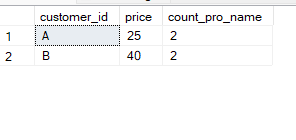 customer_id price count_pro_name
1 A 25 2
2 B 40 2